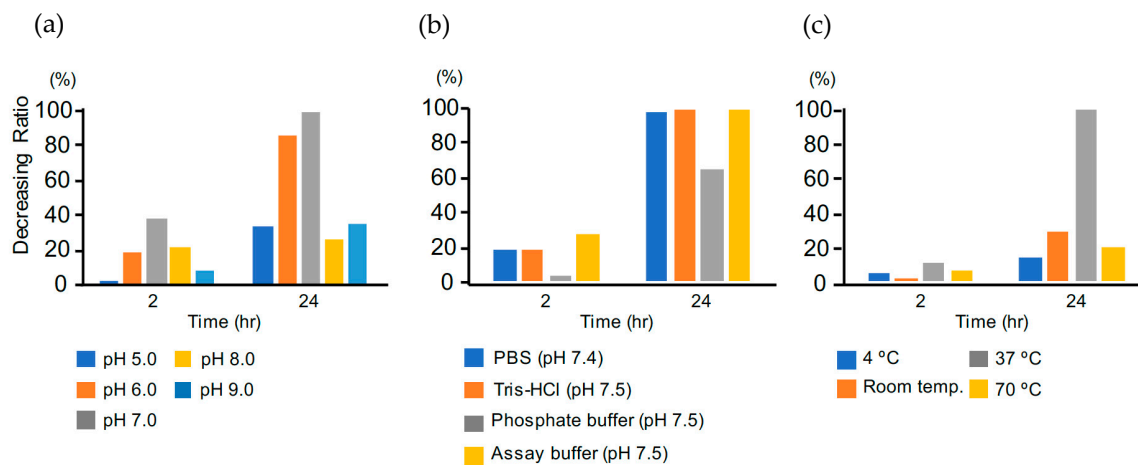 (a)
(%)
Decreasing Ratio
100
80
60
40
20
0
2
24
Time (hr)
pH 5.0
pH 8.0
pH 6.0
pH 9.0
pH 7.0
(b)
(%)
100
80
60
40
20
0
2
24
Time (hr)
PBS (pH 7.4)
Tris-HCl (pH 7.5)
Phosphate buffer (pH 7.5)
Assay buffer (pH 7.5)
(c)
(%)
100
80
60
40
20
0
2
24
Time (hr)
4 ºC
37 ºC
Room temp.
70 ºC